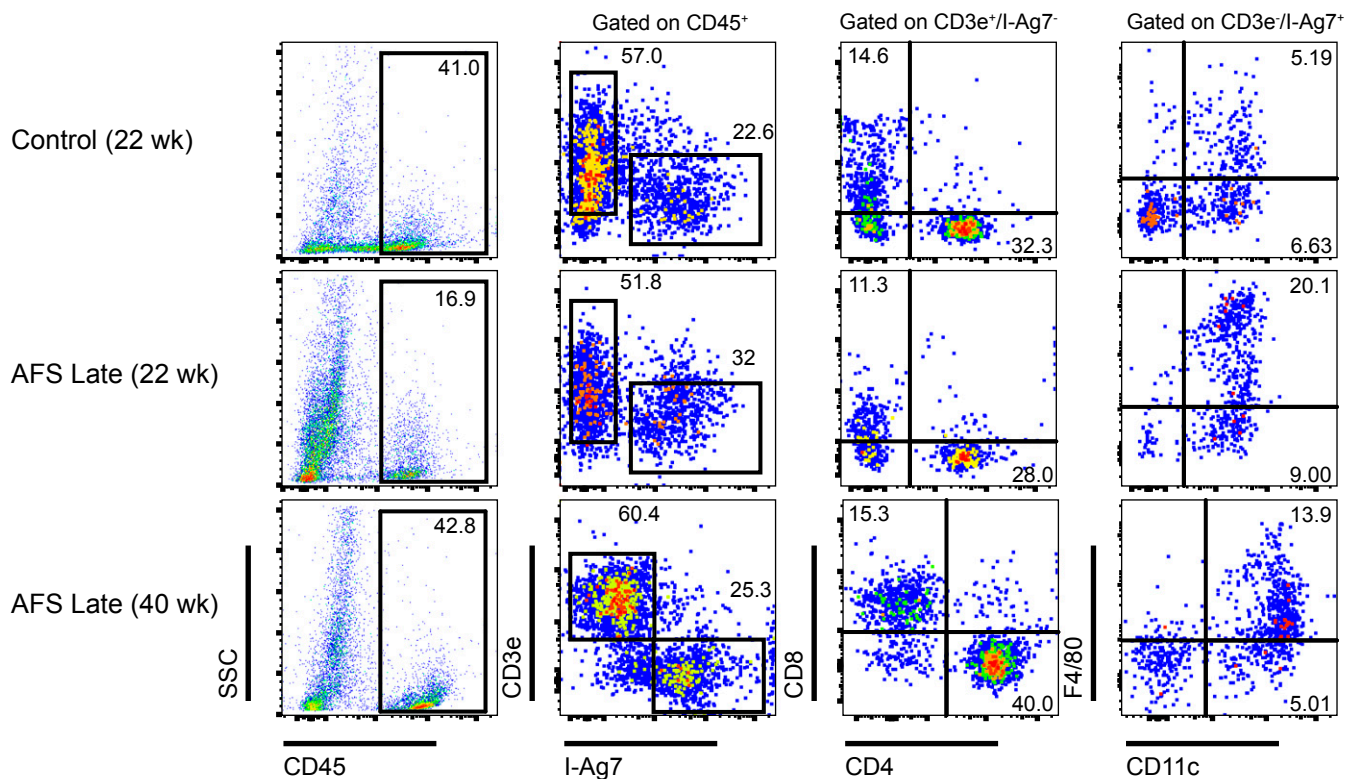 Gated on CD45+
Gated on CD3e+/I-Ag7-
Gated on CD3e-/I-Ag7+
Control (22 wk)
41.0
57.0
22.6
14.6
32.3
5.19
6.63
AFS Late (22 wk)
16.9
51.8
32
11.3
28.0
20.1
9.00
AFS Late (40 wk)
42.8
60.4
25.3
15.3
40.0
13.9
5.01
SSC
CD3e
CD8
F4/80
CD45
I-Ag7
CD4
CD11c